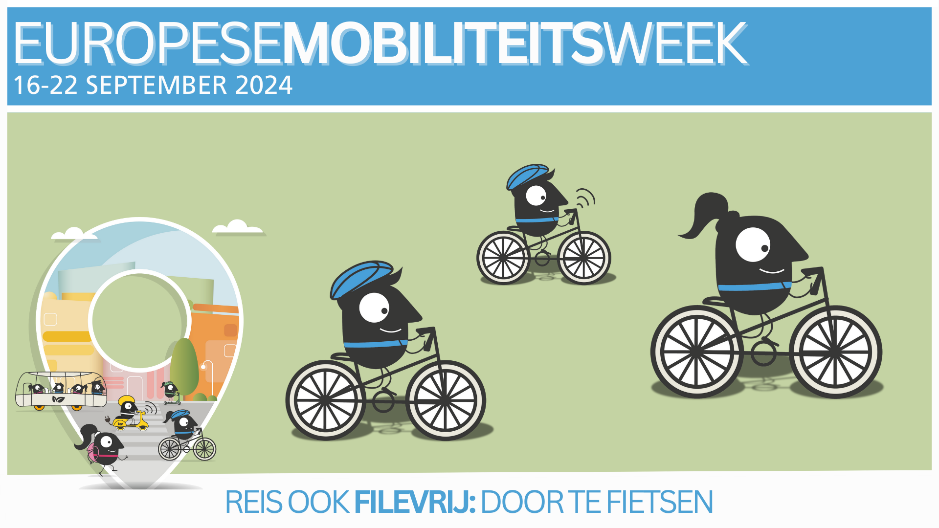 EUROPESEMOBILITEITSWEEK
16-22 SEPTEMBER 2024
REIS OOK FILEVRIJ: DOOR TE FIETSEN